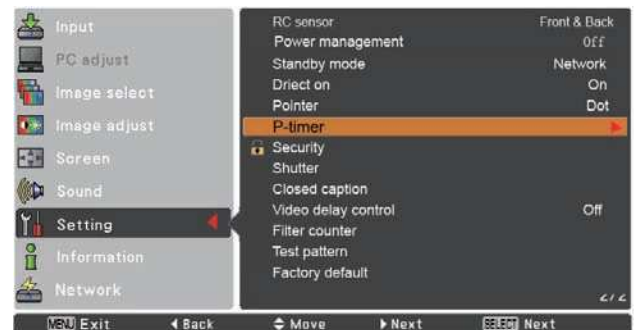 Input
PC adjust
Image select
Image adjust
Screen
Sound
Setting
Information
Network
RC sensor Front & Back
Power management Off
Standby mode Network
Driect on On
Pointer Dot
P-timer
Security
Shutter
Closed caption
Video delay control Off
Filter counter
Test pattern
Factory default
2/2
MENU Exit Back Move Next SELECT Next